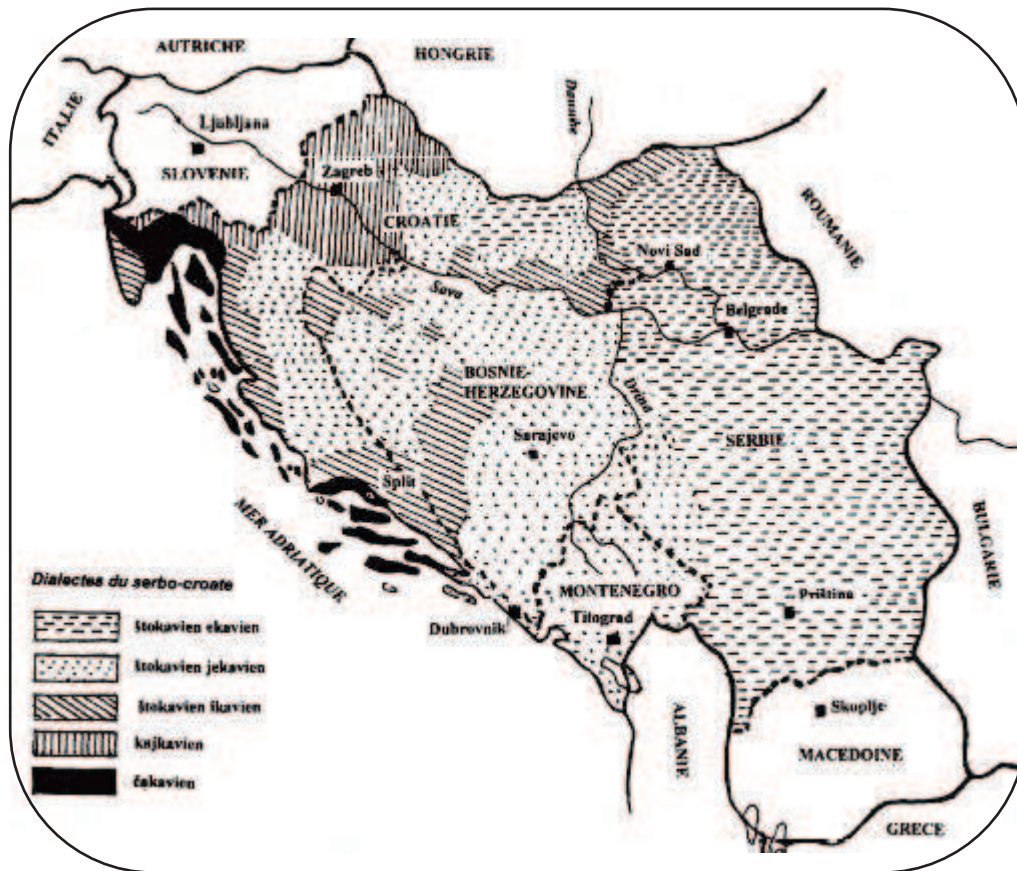 AUTRICHE
HONGRIE
ITALIE
Ljubljana
Danube
SLOVENIE
Zagreb
ROUMANIE
CROATIE
Novi Sad
Sava
Belgrade
BOSNIE-
HERZEGOVINE
Drina
SERBIE
Sarajevo
Split
MER ADRIATIQUE
BULGARIE
MONTENEGRO
Titograd
Priština
Dubrovnik
Skoplje
ALBANIE
MACEDOINE
GRECE
Dialectes du serbo-croate
štokavien ekavien
štokavien jekavien
štokavien ikavien
kajkavien
čakavien